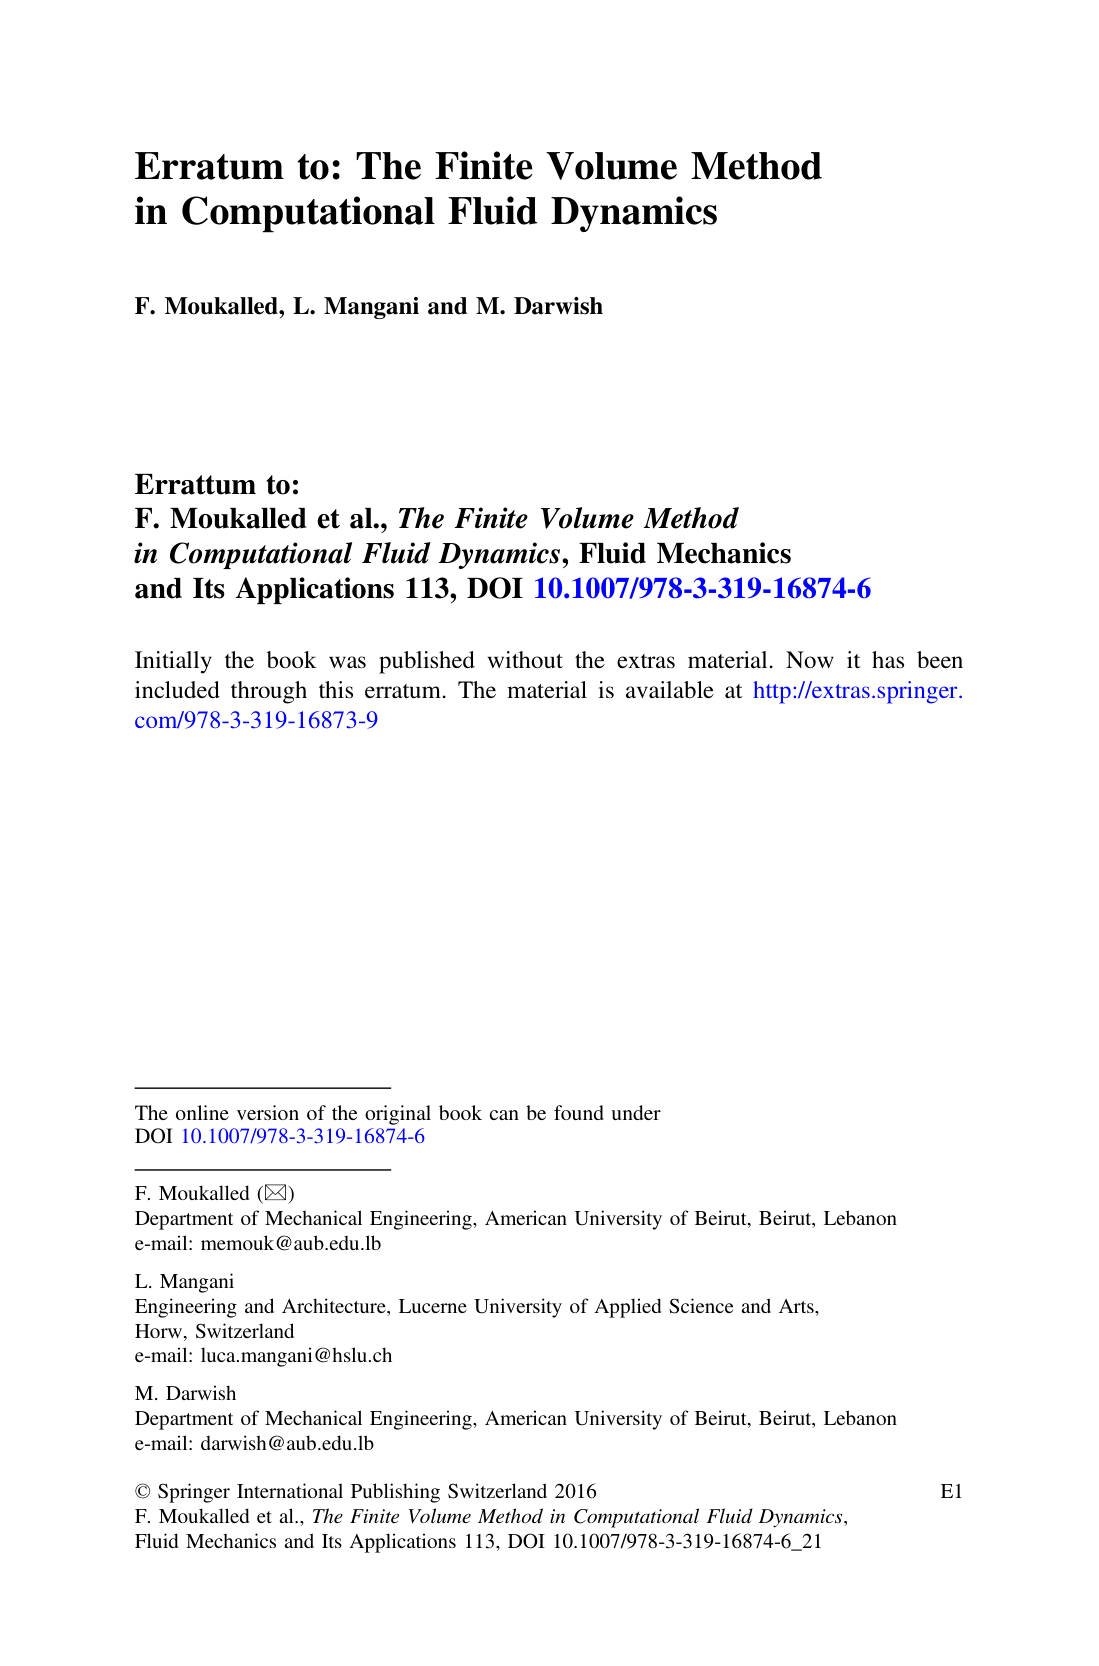 Erratum to: The Finite Volume Method
in Computational Fluid Dynamics
F. Moukalled, L. Mangani and M. Darwish
Errattum to:
F. Moukalled et al., The Finite Volume Method
in Computational Fluid Dynamics, Fluid Mechanics
and Its Applications 113, DOI 10.1007/978-3-319-16874-6
Initially the book was published without the extras material. Now it has been
included through this erratum. The material is available at http://extras.springer.
com/978-3-319-16873-9
The online version of the original book can be found under
DOI 10.1007/978-3-319-16874-6
F. Moukalled (✉)
Department of Mechanical Engineering, American University of Beirut, Beirut, Lebanon
e-mail: memouk@aub.edu.lb
L. Mangani
Engineering and Architecture, Lucerne University of Applied Science and Arts,
Horw, Switzerland
e-mail: luca.mangani@hslu.ch
M. Darwish
Department of Mechanical Engineering, American University of Beirut, Beirut, Lebanon
e-mail: darwish@aub.edu.lb
© Springer International Publishing Switzerland 2016 E1
F. Moukalled et al., The Finite Volume Method in Computational Fluid Dynamics,
Fluid Mechanics and Its Applications 113, DOI 10.1007/978-3-319-16874-6_21